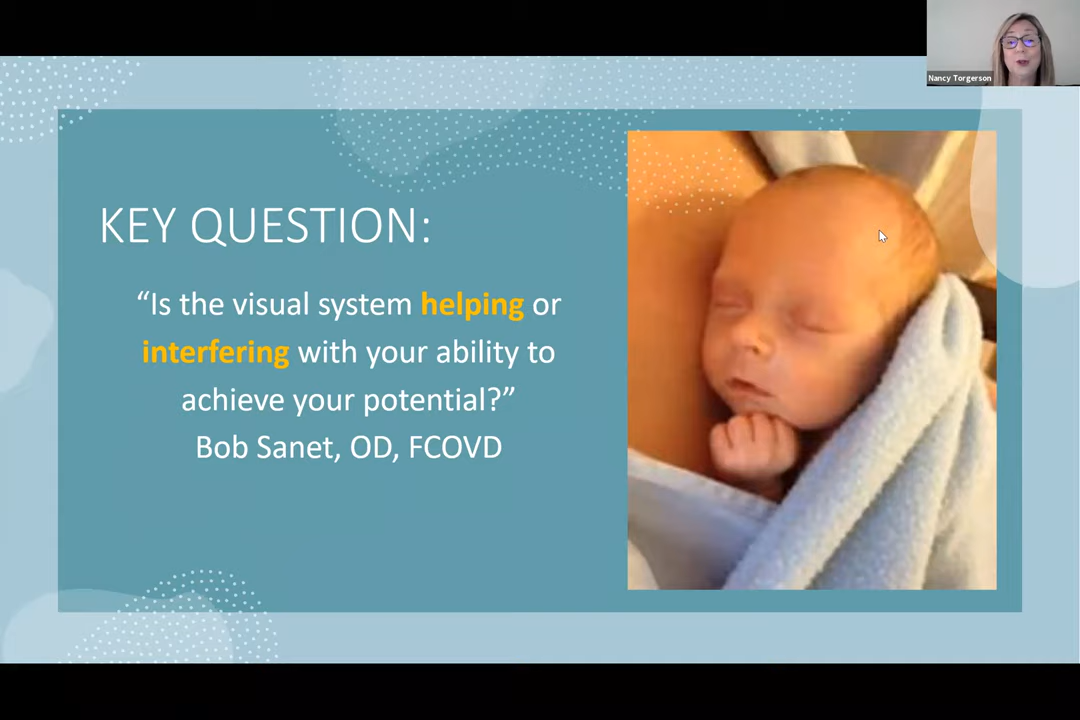 Nancy Torgerson
KEY QUESTION:
“Is the visual system helping or
interfering with your ability to
achieve your potential?”
Bob Sanet, OD, FCOVD